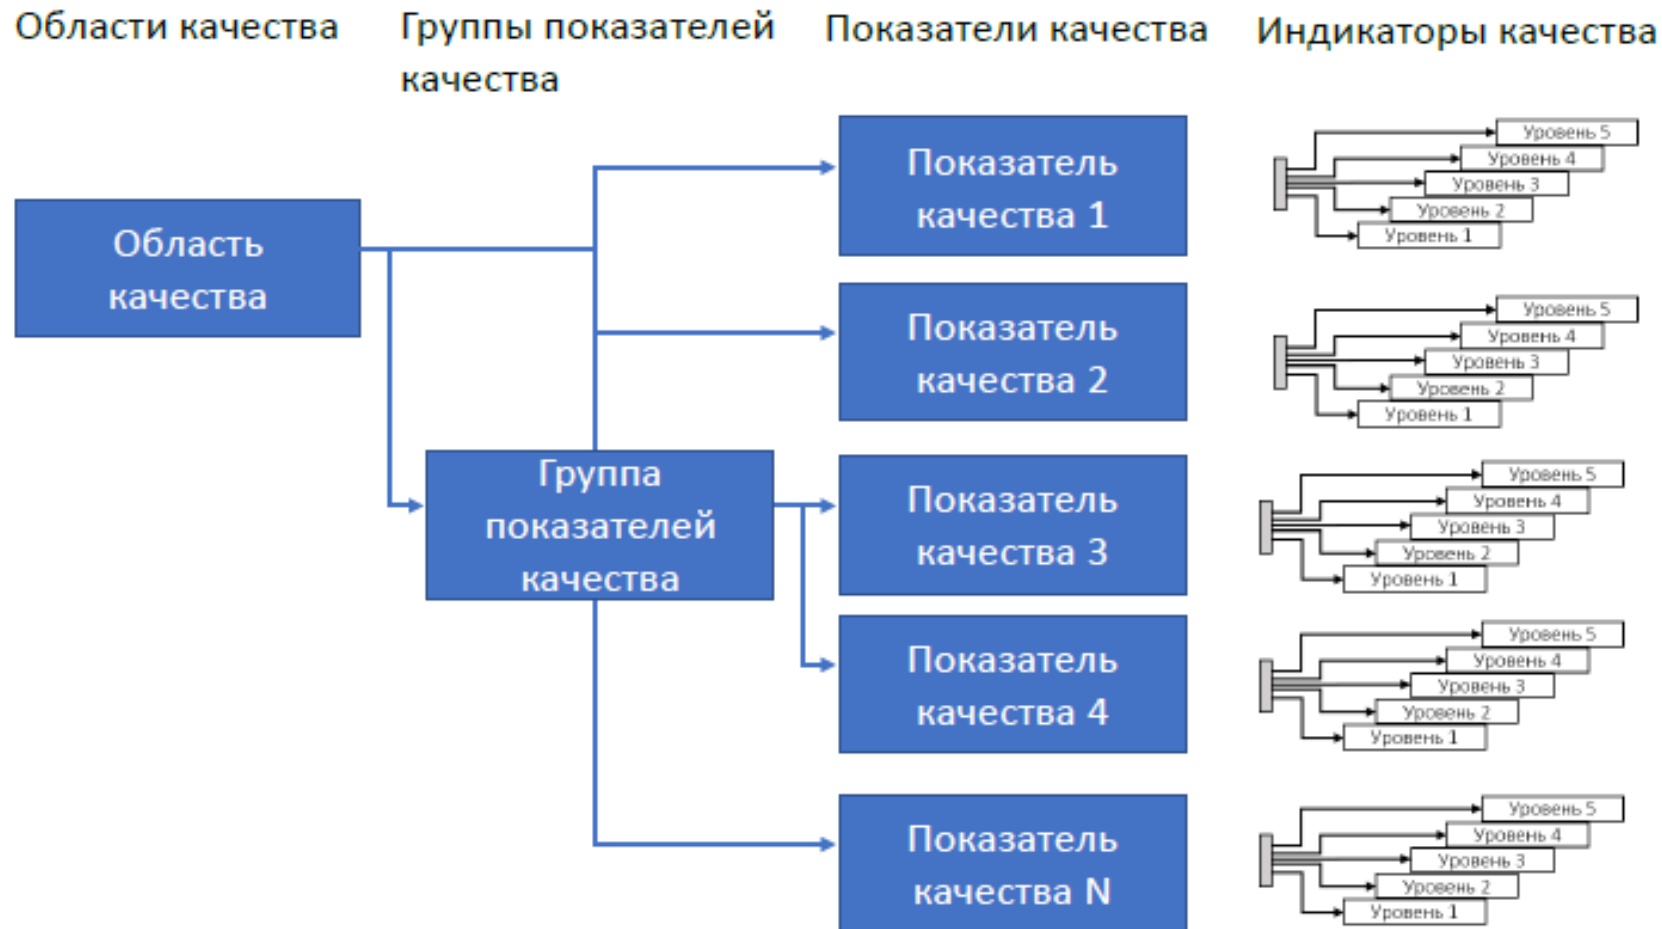 Области качества
Группы показателей
качества
Показатели качества
Индикаторы качества
Область
качества
Группа
показателей
качества
Показатель
качества 1
Уровень 5
Уровень 4
Уровень 3
Уровень 2
Уровень 1
Показатель
качества 2
Уровень 5
Уровень 4
Уровень 3
Уровень 2
Уровень 1
Показатель
качества 3
Уровень 5
Уровень 4
Уровень 3
Уровень 2
Уровень 1
Показатель
качества 4
Уровень 5
Уровень 4
Уровень 3
Уровень 2
Уровень 1
Показатель
качества N
Уровень 5
Уровень 4
Уровень 3
Уровень 2
Уровень 1